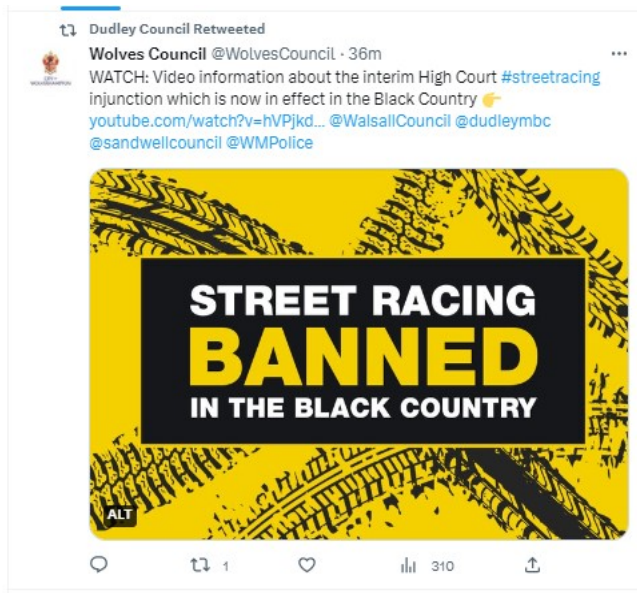 Dudley Council Retweeted
Wolves Council @WolvesCouncil · 36m
WATCH: Video information about the interim High Court #streetracing
injunction which is now in effect in the Black Country 👉
youtube.com/watch?v=hVPjkd... @WalsallCouncil @dudleymbc
@sandwellcouncil @WMPolice
STREET RACING
BANNED
IN THE BLACK COUNTRY
ALT
1
310